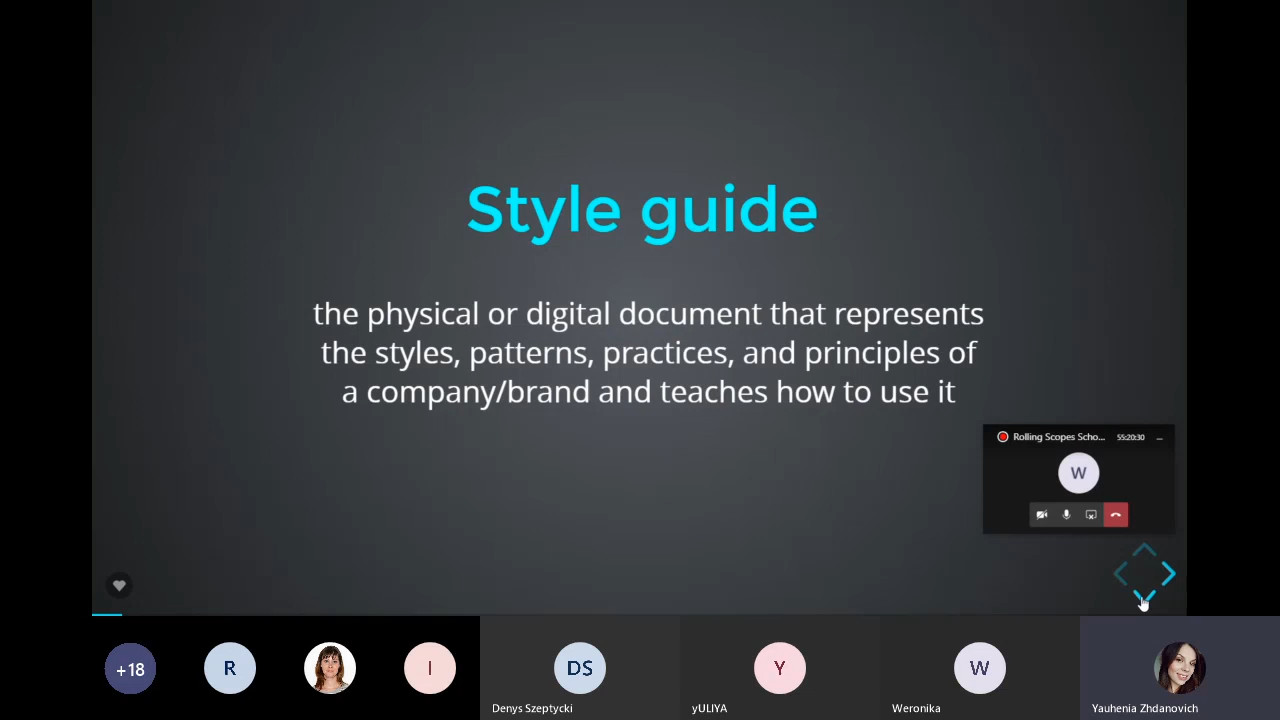 Style guide
the physical or digital document that represents
the styles, patterns, practices, and principles of
a company/brand and teaches how to use it
Rolling Scopes Scho... 55:20:30
W
+18
R
I
DS
Y
W
Denys Szeptycki
yULIYA
Weronika
Yauhenia Zhdanovich